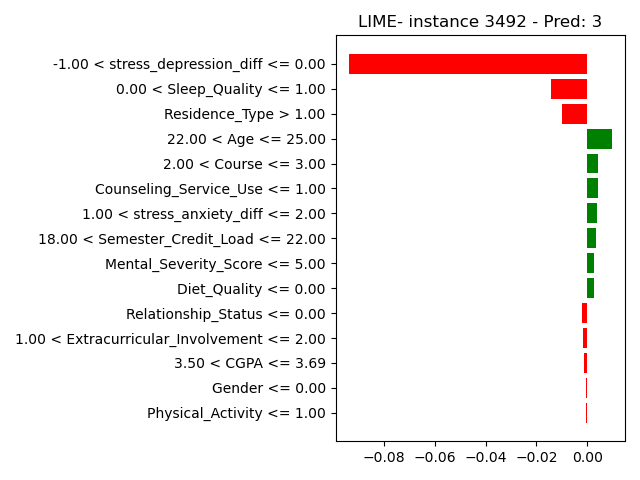 LIME- instance 3492 - Pred: 3
-1.00 < stress_depression_diff <= 0.00
0.00 < Sleep_Quality <= 1.00
Residence_Type > 1.00
22.00 < Age <= 25.00
2.00 < Course <= 3.00
Counseling_Service_Use <= 1.00
1.00 < stress_anxiety_diff <= 2.00
18.00 < Semester_Credit_Load <= 22.00
Mental_Severity_Score <= 5.00
Diet_Quality <= 0.00
Relationship_Status <= 0.00
1.00 < Extracurricular_Involvement <= 2.00
3.50 < CGPA <= 3.69
Gender <= 0.00
Physical_Activity <= 1.00
−0.08 −0.06 −0.04 −0.02 0.00